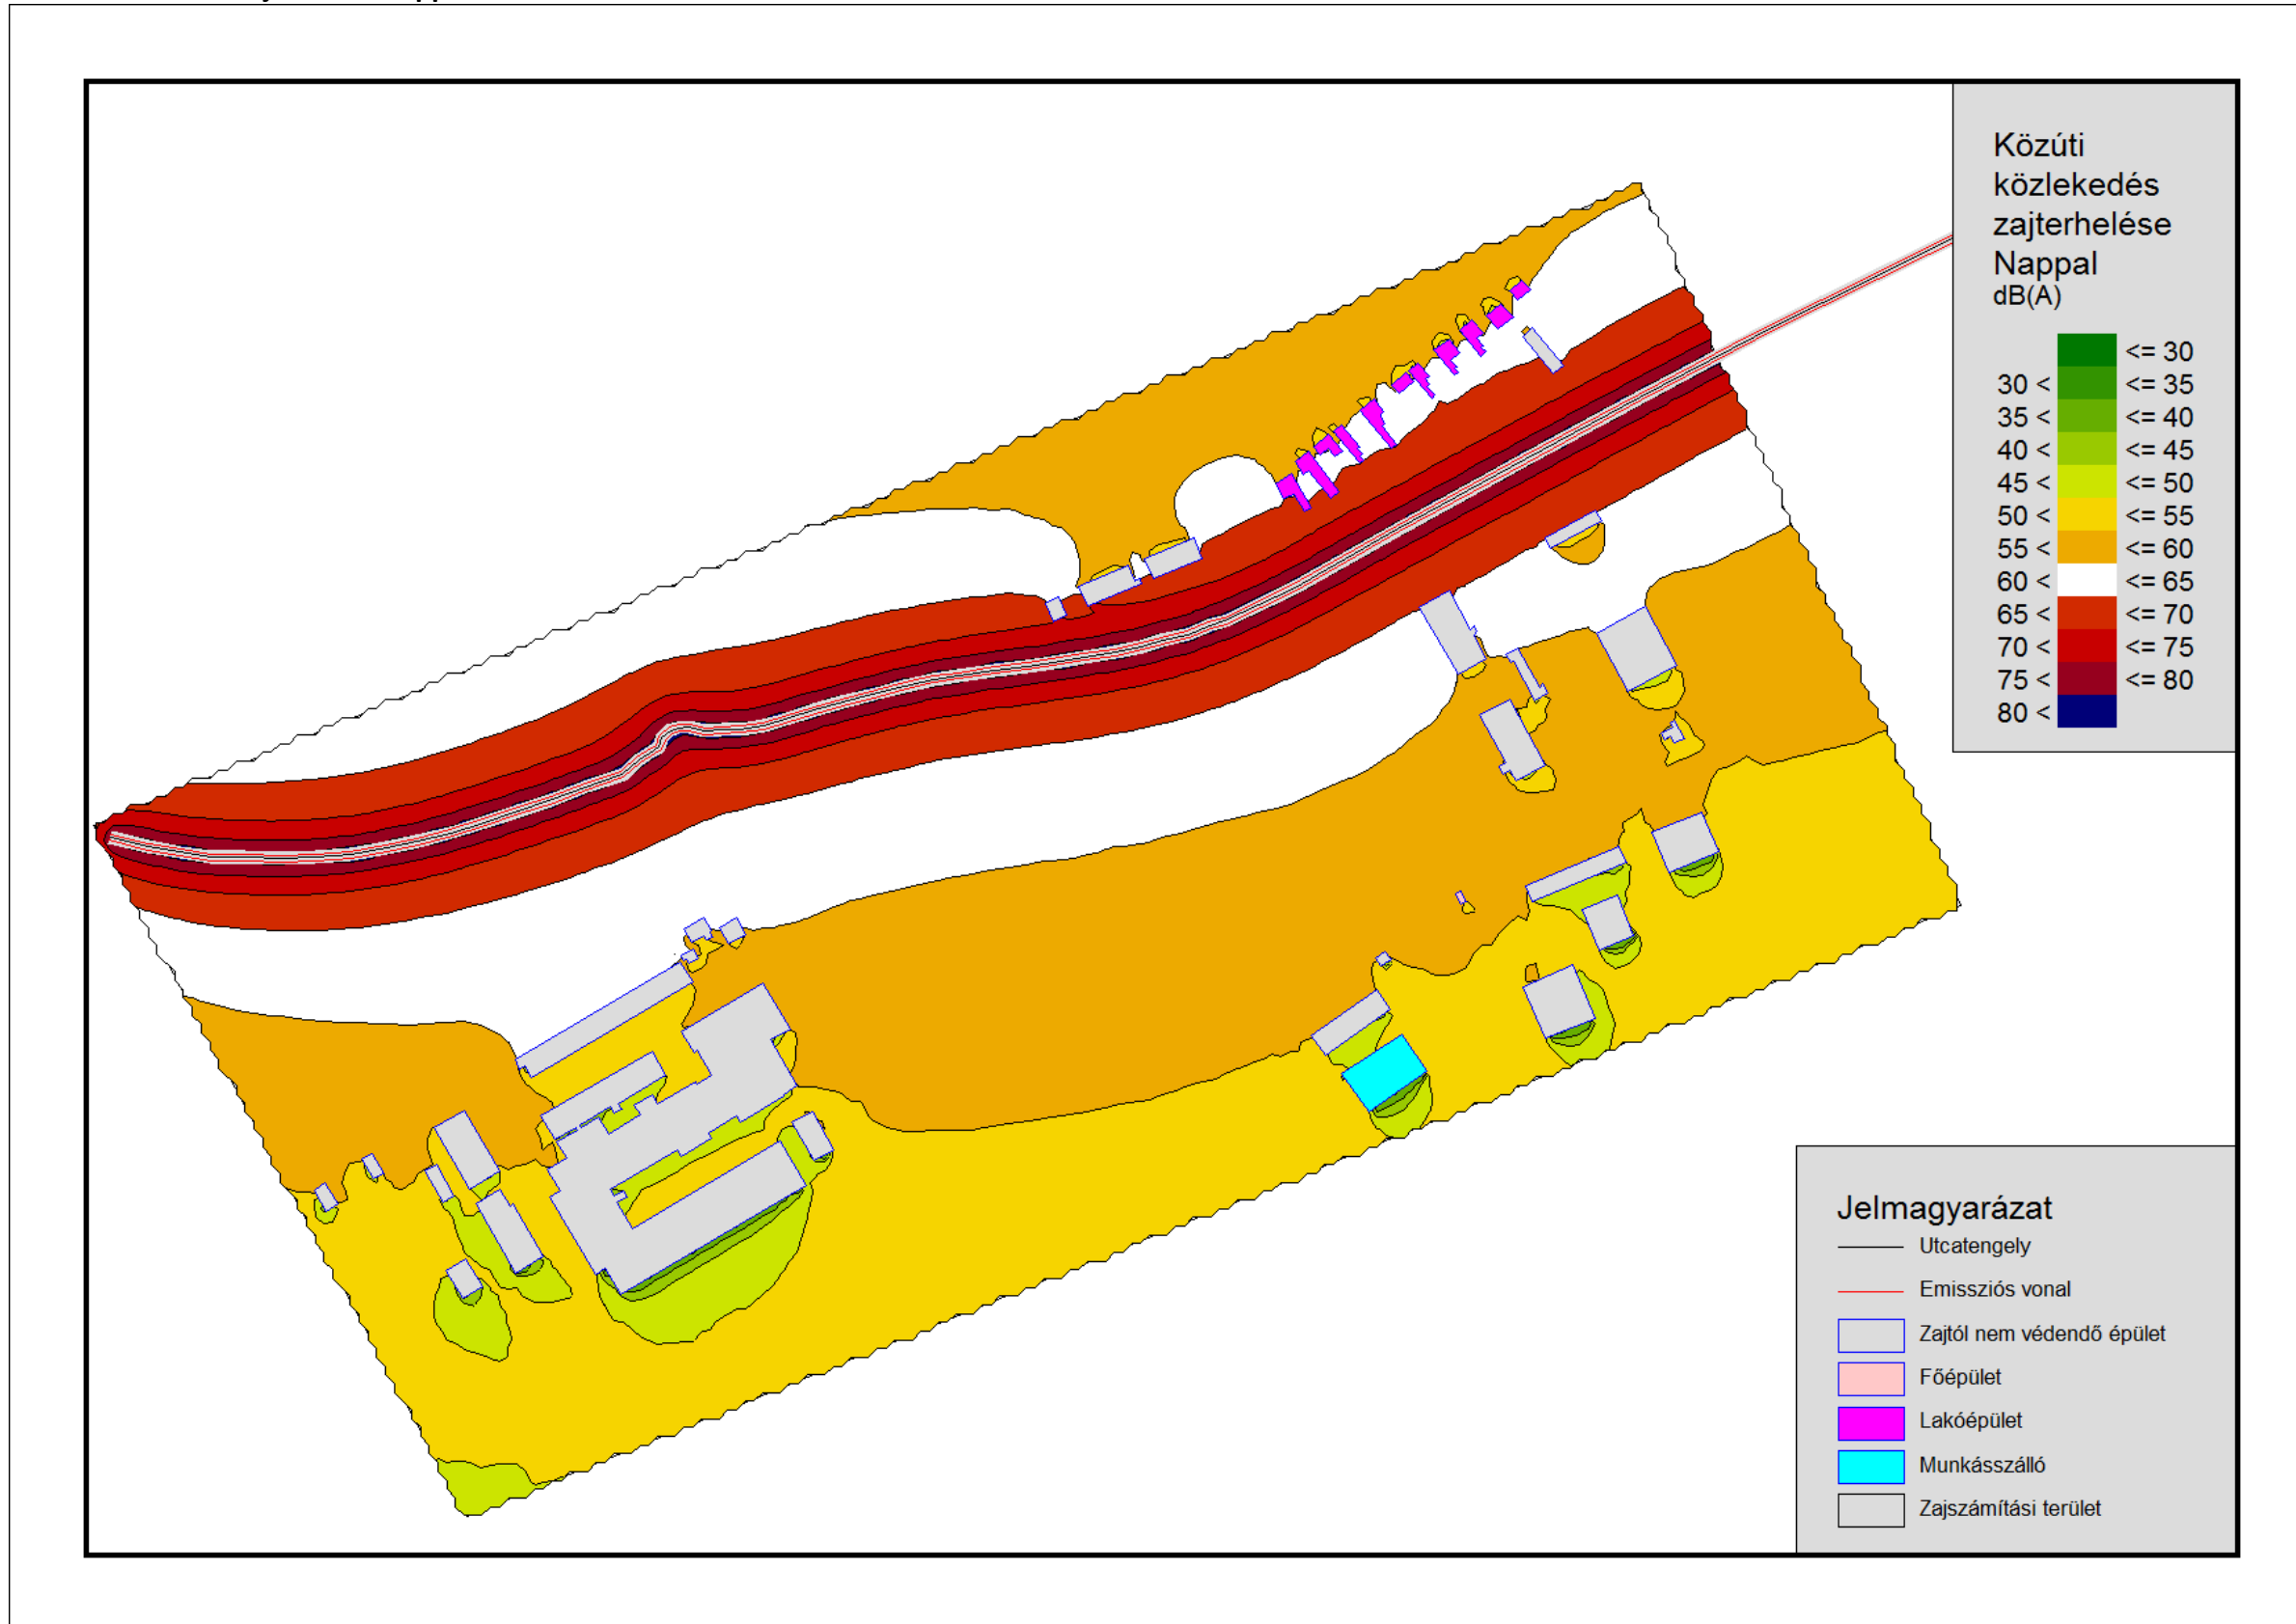 Közúti
közlekedés
zajterhelése
Nappal
dB(A)
<= 30
30 < <= 35
35 < <= 40
40 < <= 45
45 < <= 50
50 < <= 55
55 < <= 60
60 < <= 65
65 < <= 70
70 < <= 75
75 < <= 80
80 <
Jelmagyarázat
Utcatengely
Emissziós vonal
Zajtól nem védendő épület
Főépület
Lakóépület
Munkásszálló
Zajszámítási terület